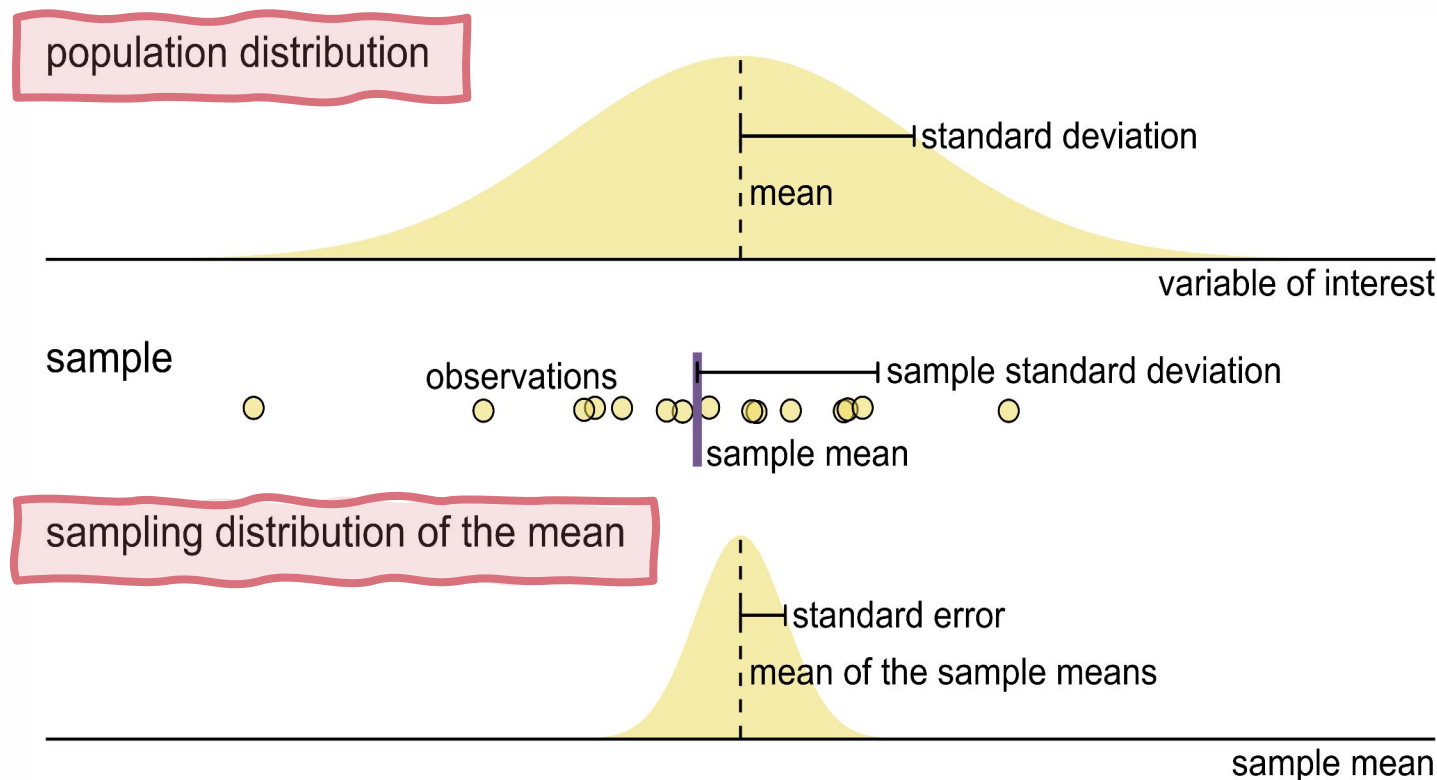 population distribution
standard deviation
mean
variable of interest
sample
observations
sample standard deviation
sample mean
sampling distribution of the mean
standard error
mean of the sample means
sample mean